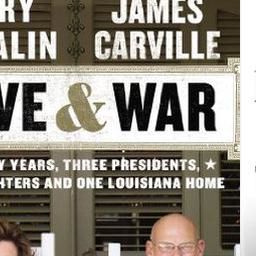 RY JAMES
ALIN CARVILLE
VE & WAR
Y YEARS, THREE PRESIDENTS, ★
HTERS AND ONE LOUISIANA HOME